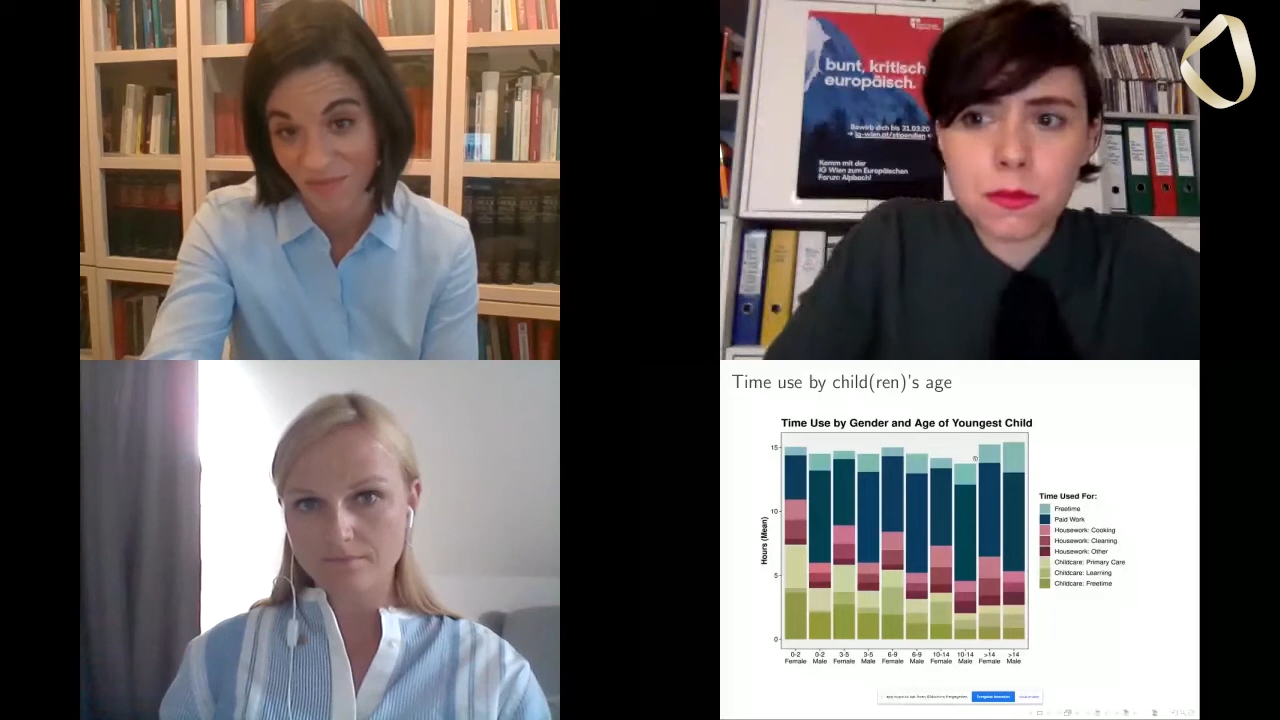 bunt, kritisch
europäisch.
Bewirb dich bis 31.03.20
Komm mit der
IG Wien zum Europäischen
Forum Alpbach!
Time use by child(ren)'s age
Time Use by Gender and Age of Youngest Child
15
10
5
0
Hours (Mean)
0-2 0-2 3-5 3-5 6-9 6-9 10-14 10-14 >14 >14
Female Male Female Male Female Male Female Male Female Male
Time Used For:
Freetime
Paid Work
Housework: Cooking
Housework: Cleaning
Housework: Other
Childcare: Primary Care
Childcare: Learning
Childcare: Freetime